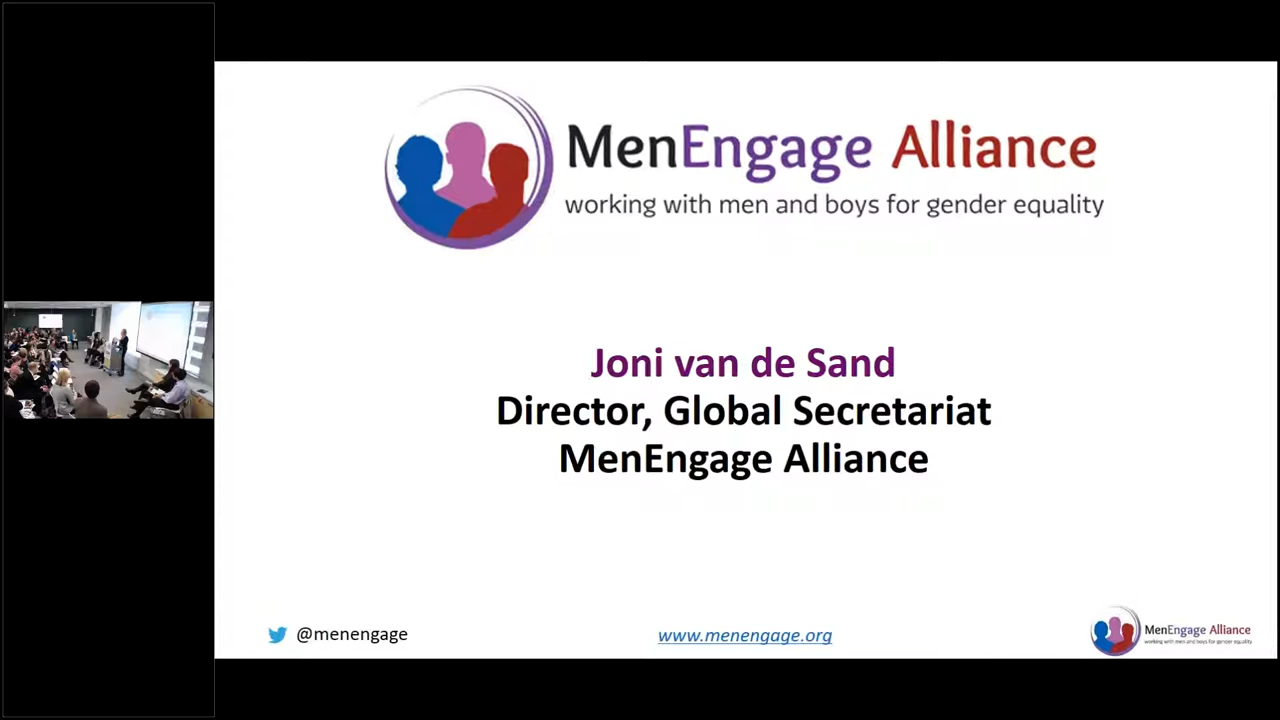 MenEngage Alliance
working with men and boys for gender equality
Joni van de Sand
Director, Global Secretariat
MenEngage Alliance
@menengage
www.menengage.org
MenEngage Alliance
working with men and boys for gender equality